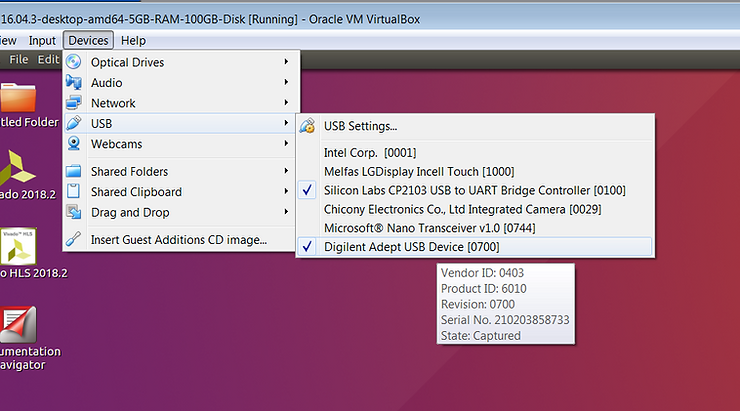 16.04.3-desktop-amd64-5GB-RAM-100GB-Disk [Running] - Oracle VM VirtualBox
iew Input Devices Help
File Edit
Optical Drives
Audio
Network
USB
Webcams
Shared Folders
Shared Clipboard
Drag and Drop
Insert Guest Additions CD image...
USB Settings...
Intel Corp. [0001]
Melfas LGDisplay Incell Touch [1000]
Silicon Labs CP2103 USB to UART Bridge Controller [0100]
Chicony Electronics Co., Ltd Integrated Camera [0029]
Microsoft® Nano Transceiver v1.0 [0744]
Digilent Adept USB Device [0700]
Vendor ID: 0403
Product ID: 6010
Revision: 0700
Serial No. 210203858733
State: Captured
tled Folder
ado 2018.2
Vivado HLS
o HLS 2018.2
umentation
avigator